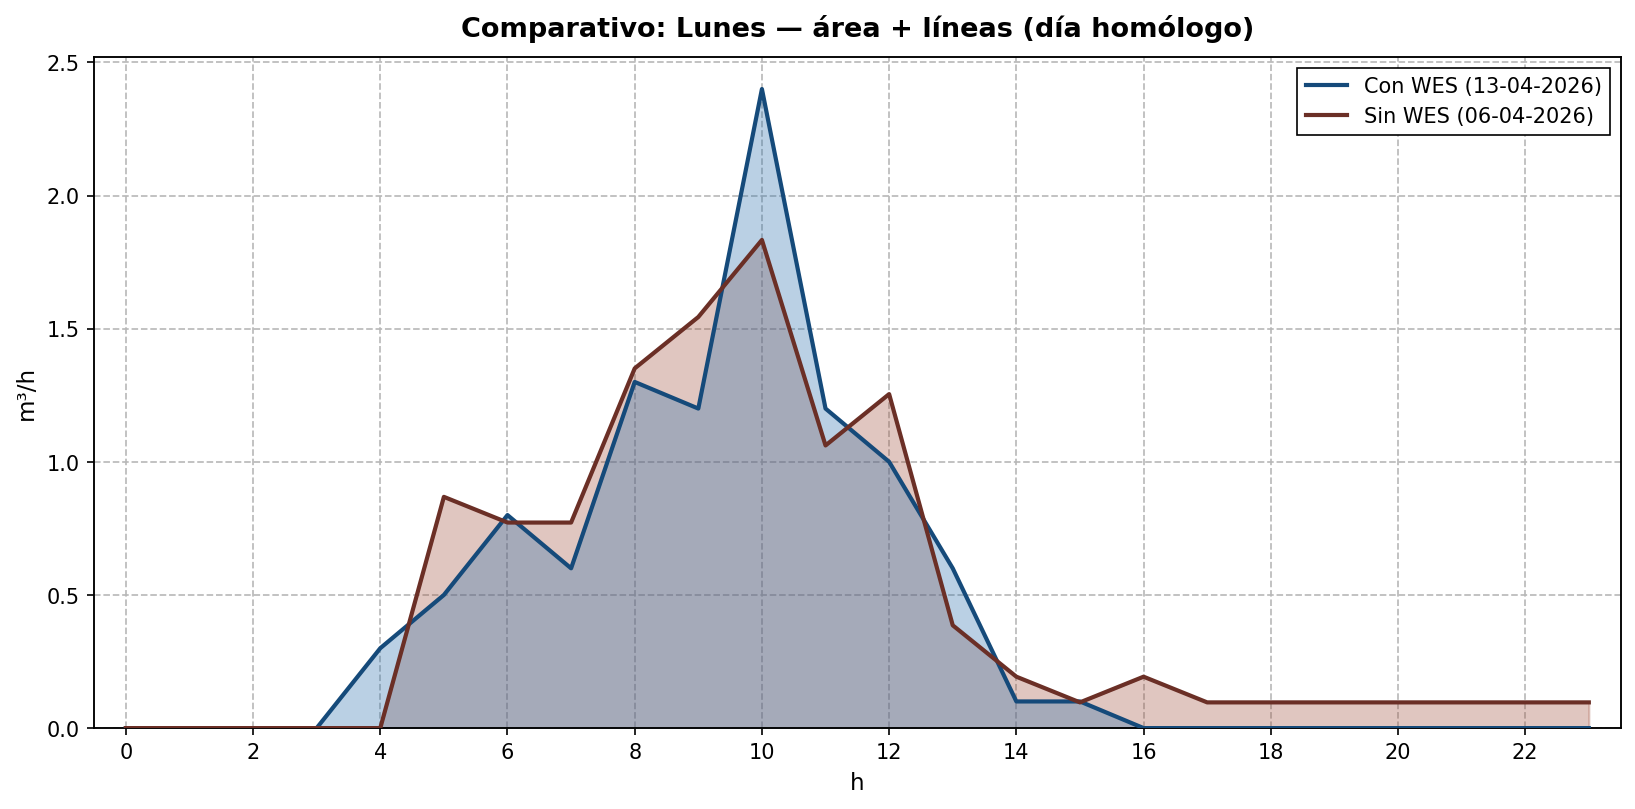 Comparativo: Lunes — área + líneas (día homólogo)
Con WES (13-04-2026)
Sin WES (06-04-2026)
m³/h
2.5
2.0
1.5
1.0
0.5
0.0
0 2 4 6 8 10 12 14 16 18 20 22
h